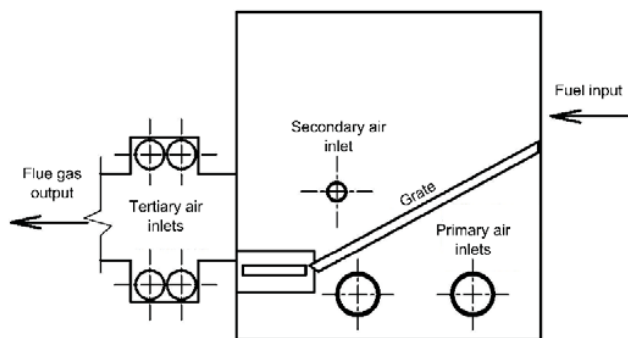 Fuel input
Secondary air
inlet
Flue gas
output
Grate
Tertiary air
inlets
Primary air
inlets